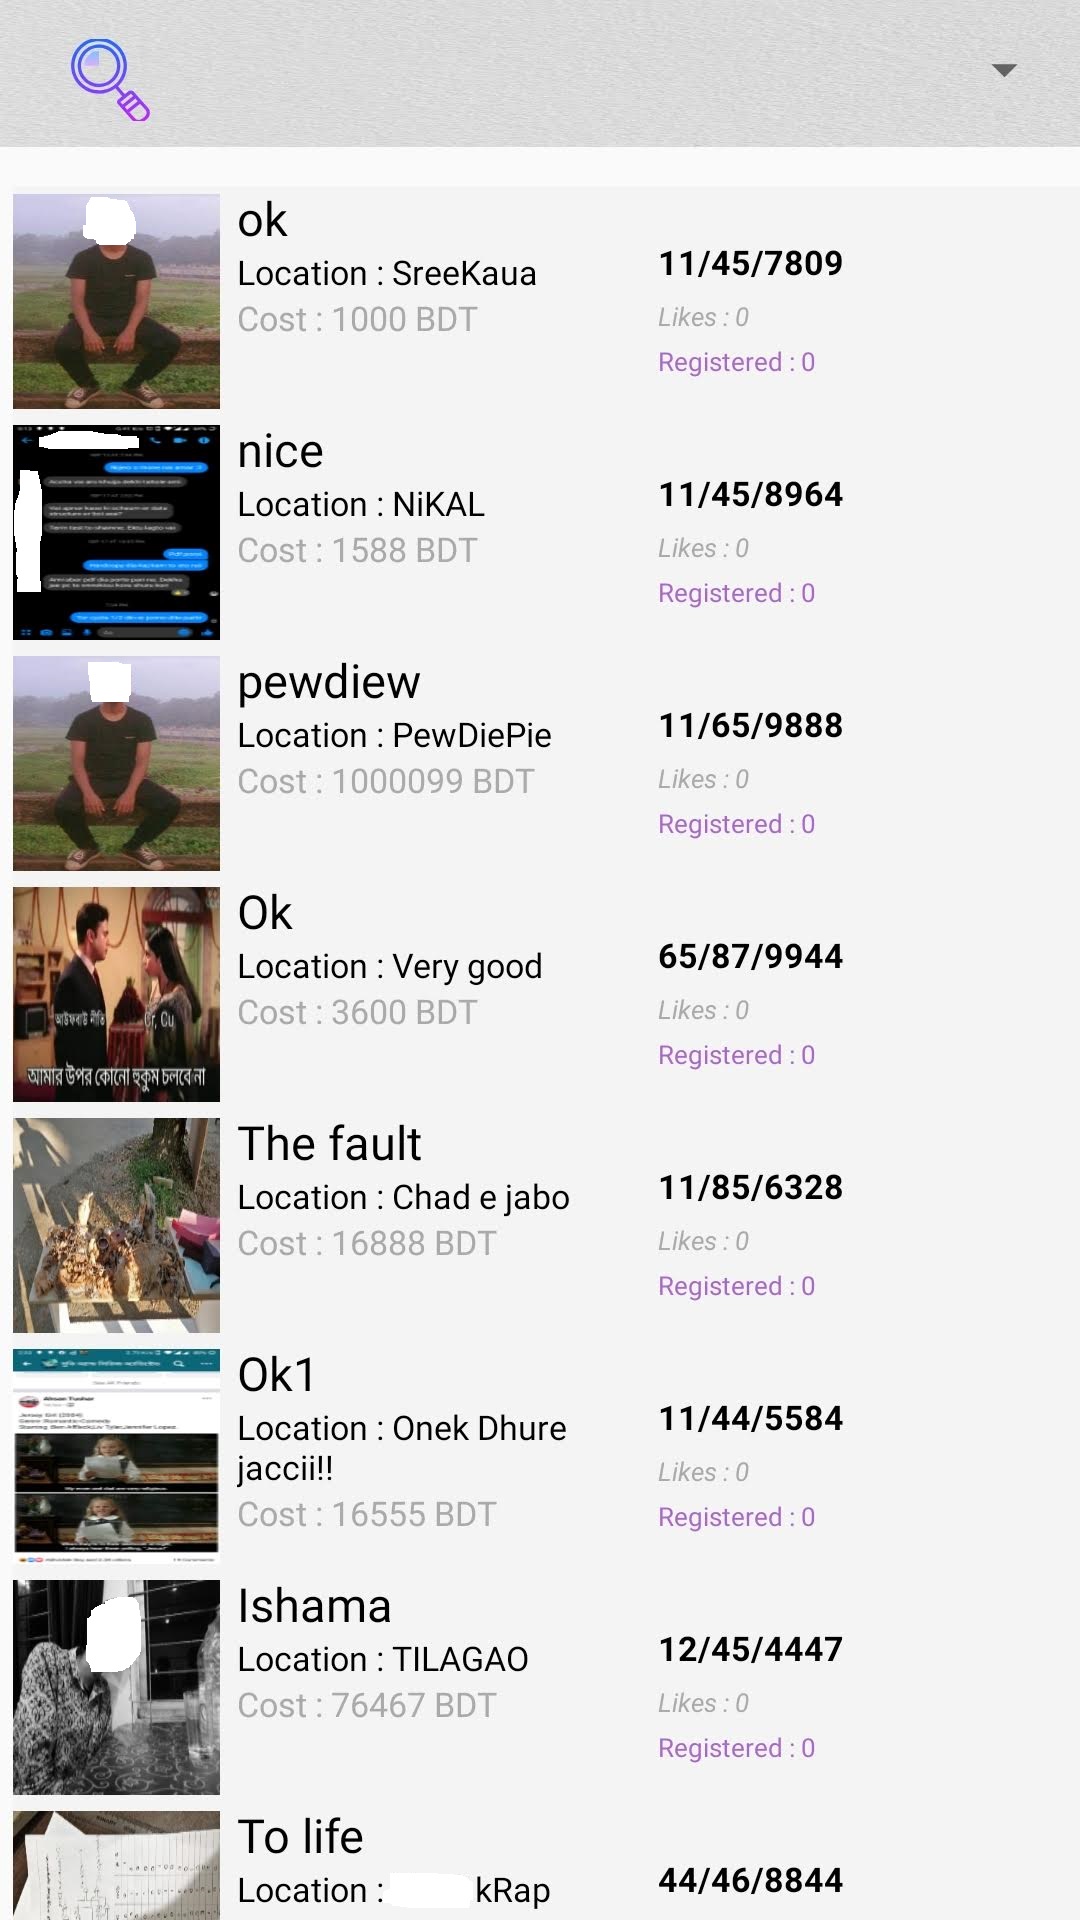 ok
Location : SreeKaua
Cost : 1000 BDT
11/45/7809
Likes : 0
Registered : 0
nice
Location : NiKAL
Cost : 1588 BDT
11/45/8964
Likes : 0
Registered : 0
pewdiew
Location : PewDiePie
Cost : 1000099 BDT
11/65/9888
Likes : 0
Registered : 0
Ok
Location : Very good
Cost : 3600 BDT
65/87/9944
Likes : 0
Registered : 0
আউফবাউ নীতি
Cr, Cu
আমার উপর কোনো হুকুম চলবে না
The fault
Location : Chad e jabo
Cost : 16888 BDT
11/85/6328
Likes : 0
Registered : 0
Ok1
Location : Onek Dhure
jaccii!!
Cost : 16555 BDT
11/44/5584
Likes : 0
Registered : 0
Ishama
Location : TILAGAO
Cost : 76467 BDT
12/45/4447
Likes : 0
Registered : 0
To life
Location : kRap
44/46/8844